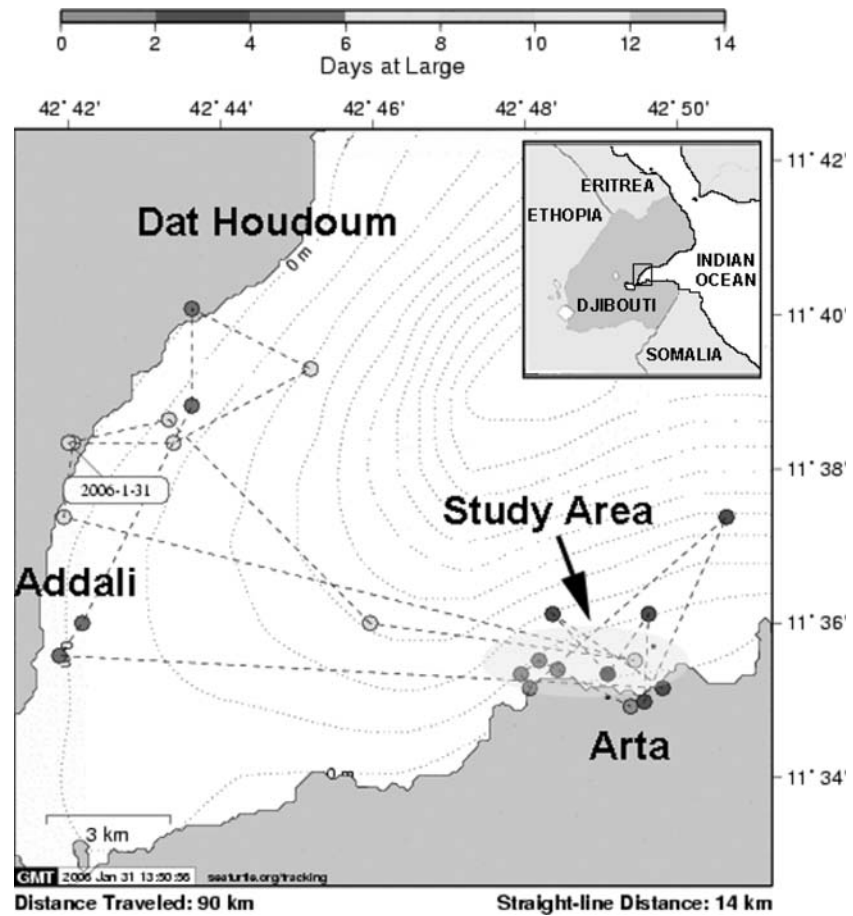 0 2 4 6 8 10 12 14
Days at Large
42° 42' 42° 44' 42° 46' 42° 48' 42° 50'
11° 42'
ERITREA
ETHOPIA
Dat Houdoum
INDIAN
OCEAN
0 m
DJIBOUTI
11° 40'
SOMALIA
11° 38'
2006-1-31
Study Area
Addali
11° 36'
Arta
0 m
11° 34'
3 km
GMT 2006 Jan 31 13:50:56 seaturtle.org/tracking
Distance Traveled: 90 km Straight-line Distance: 14 km